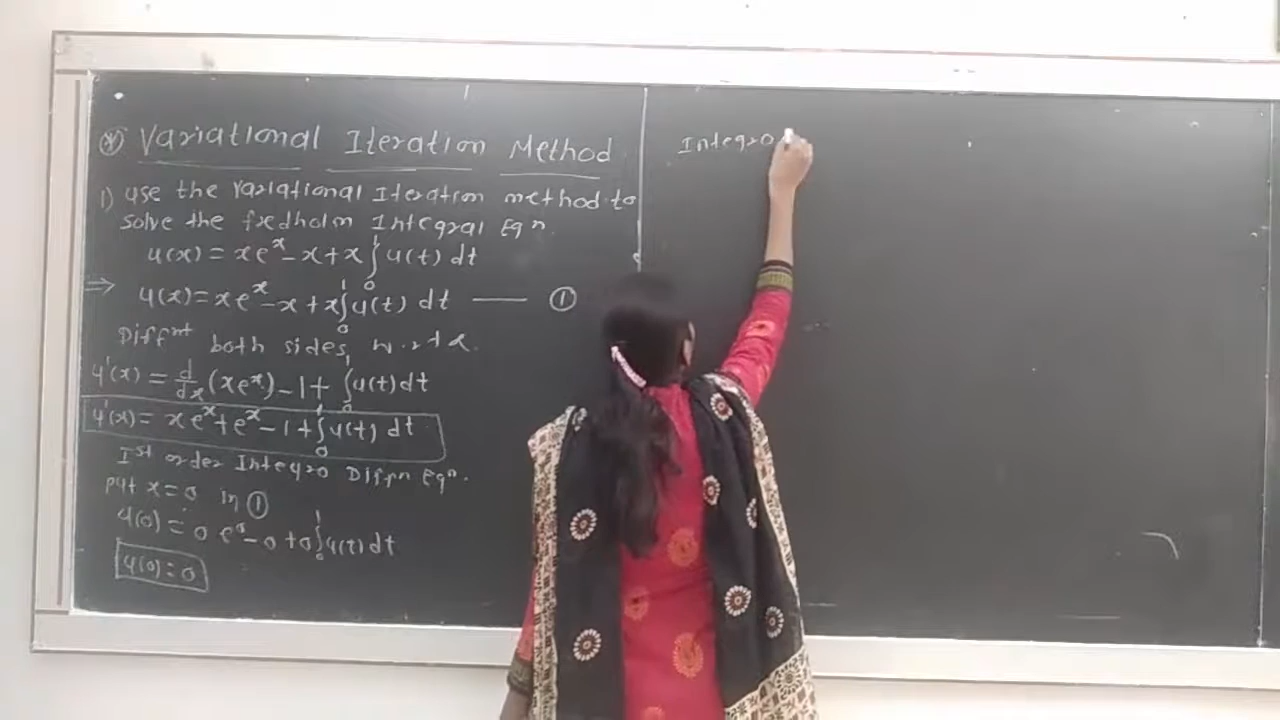 * Variational Iteration Method
1) use the variational Iteration method to
solve the fredholm Integral Eqn.
u(x) = xe^x - x + x ∫₀¹ u(t) dt
⇒ u(x) = xe^x - x + x ∫₀¹ u(t) dt —— ①
Diffnt both sides, w.r.t x.
u'(x) = d/dx (xe^x) - 1 + ∫₀¹ u(t) dt
u'(x) = xe^x + e^x - 1 + ∫₀¹ u(t) dt
Ist order Integro Diffn Eqn.
put x = 0 in ①
u(0) = 0 e^0 - 0 + 0 ∫₀¹ u(t) dt
u(0) = 0
Integro